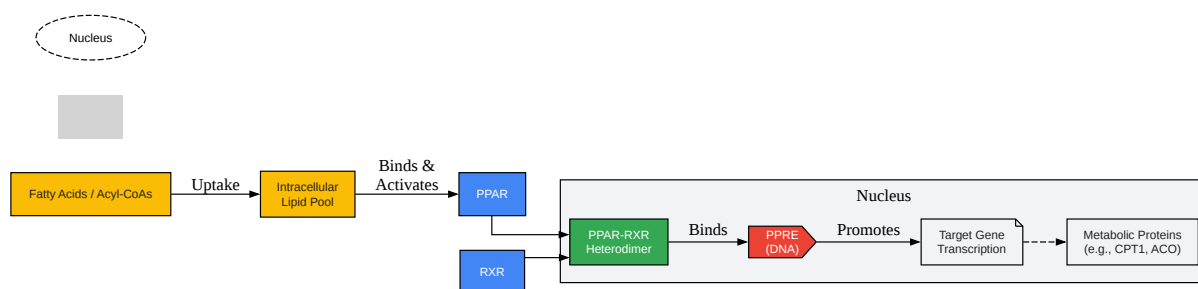 Nucleus
Fatty Acids / Acyl-CoAs
Uptake
Intracellular
Lipid Pool
Binds &
Activates
PPAR
RXR
Nucleus
PPAR-RXR
Heterodimer
Binds
PPRE
(DNA)
Promotes
Target Gene
Transcription
Metabolic Proteins
(e.g., CPT1, ACO)